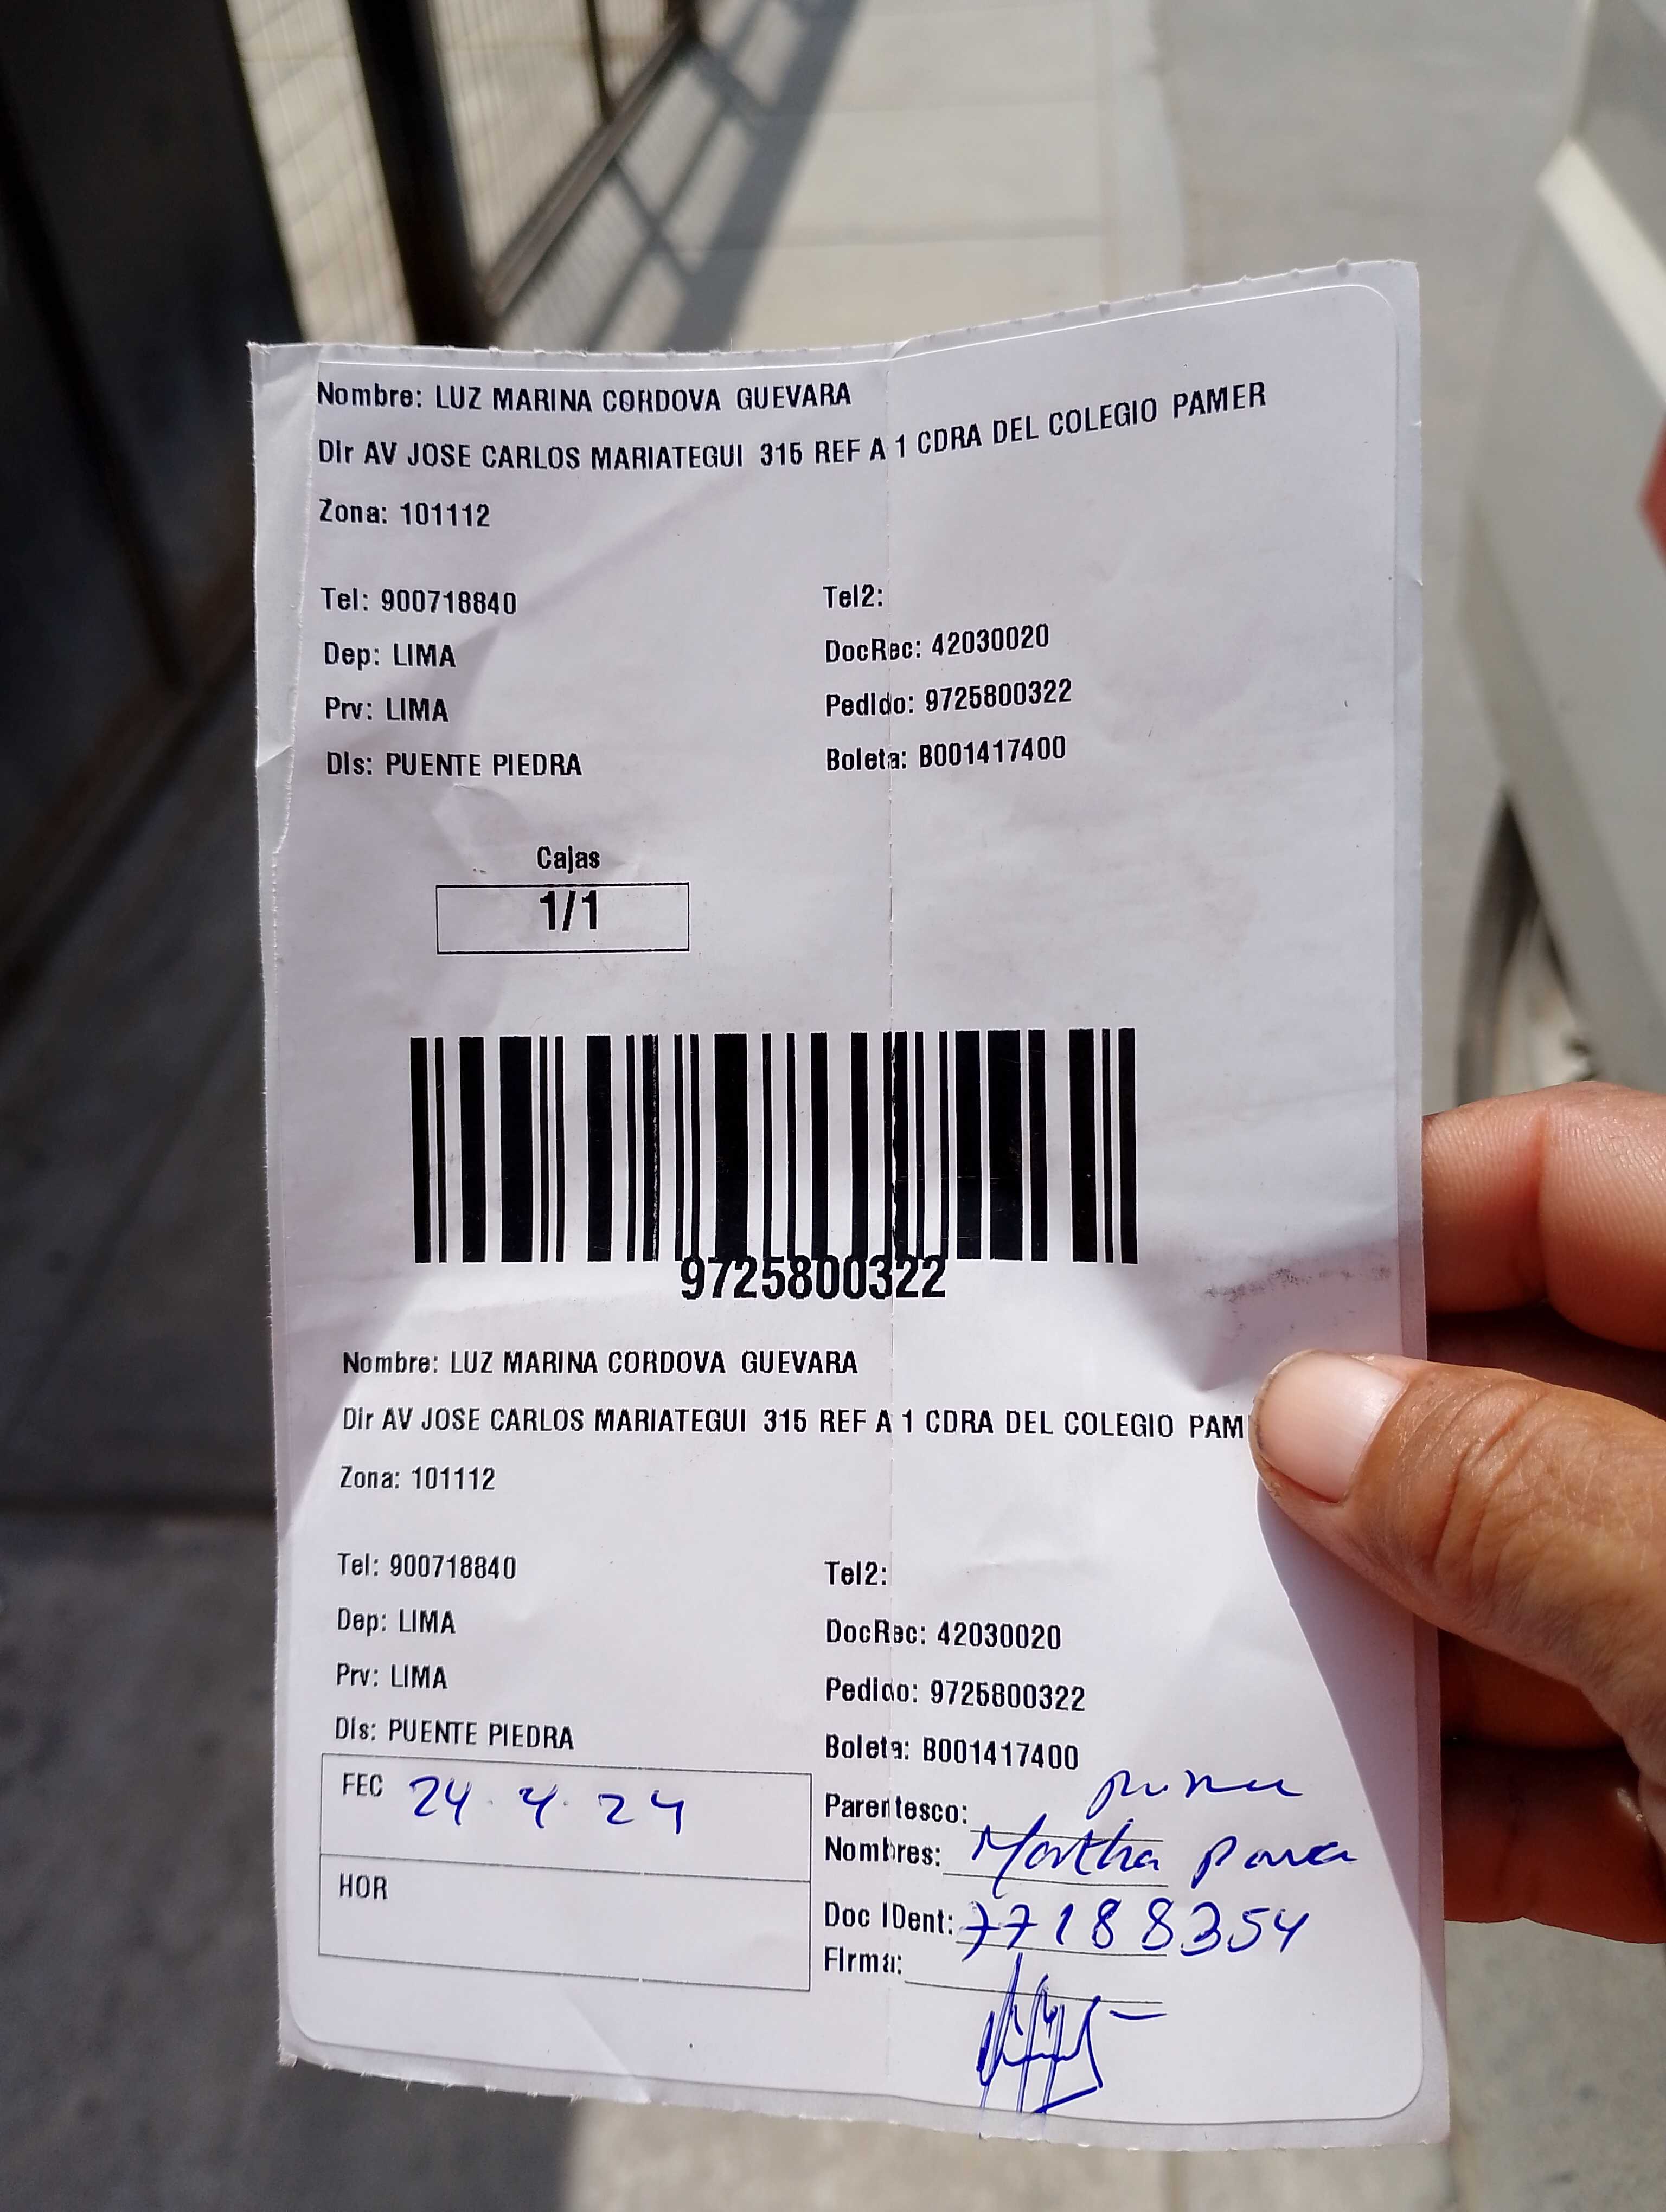 Nombre: LUZ MARINA CORDOVA GUEVARA
Dir AV JOSE CARLOS MARIATEGUI 315 REF A 1 CDRA DEL COLEGIO PAMER
Zona: 101112
Tel: 900718840 Tel2:
Dep: LIMA DocRec: 42030020
Prv: LIMA Pedido: 9725800322
Dis: PUENTE PIEDRA Boleta: B001417400
Cajas
1/1
9725800322
Nombre: LUZ MARINA CORDOVA GUEVARA
Dir AV JOSE CARLOS MARIATEGUI 315 REF A 1 CDRA DEL COLEGIO PAM
Zona: 101112
Tel: 900718840 Tel2:
Dep: LIMA DocRec: 42030020
Prv: LIMA Pedido: 9725800322
Dis: PUENTE PIEDRA Boleta: B001417400
FEC 24.4.24 Parentesco:
Nombres: Martha
HOR Doc IDent: 77188354
Firma: